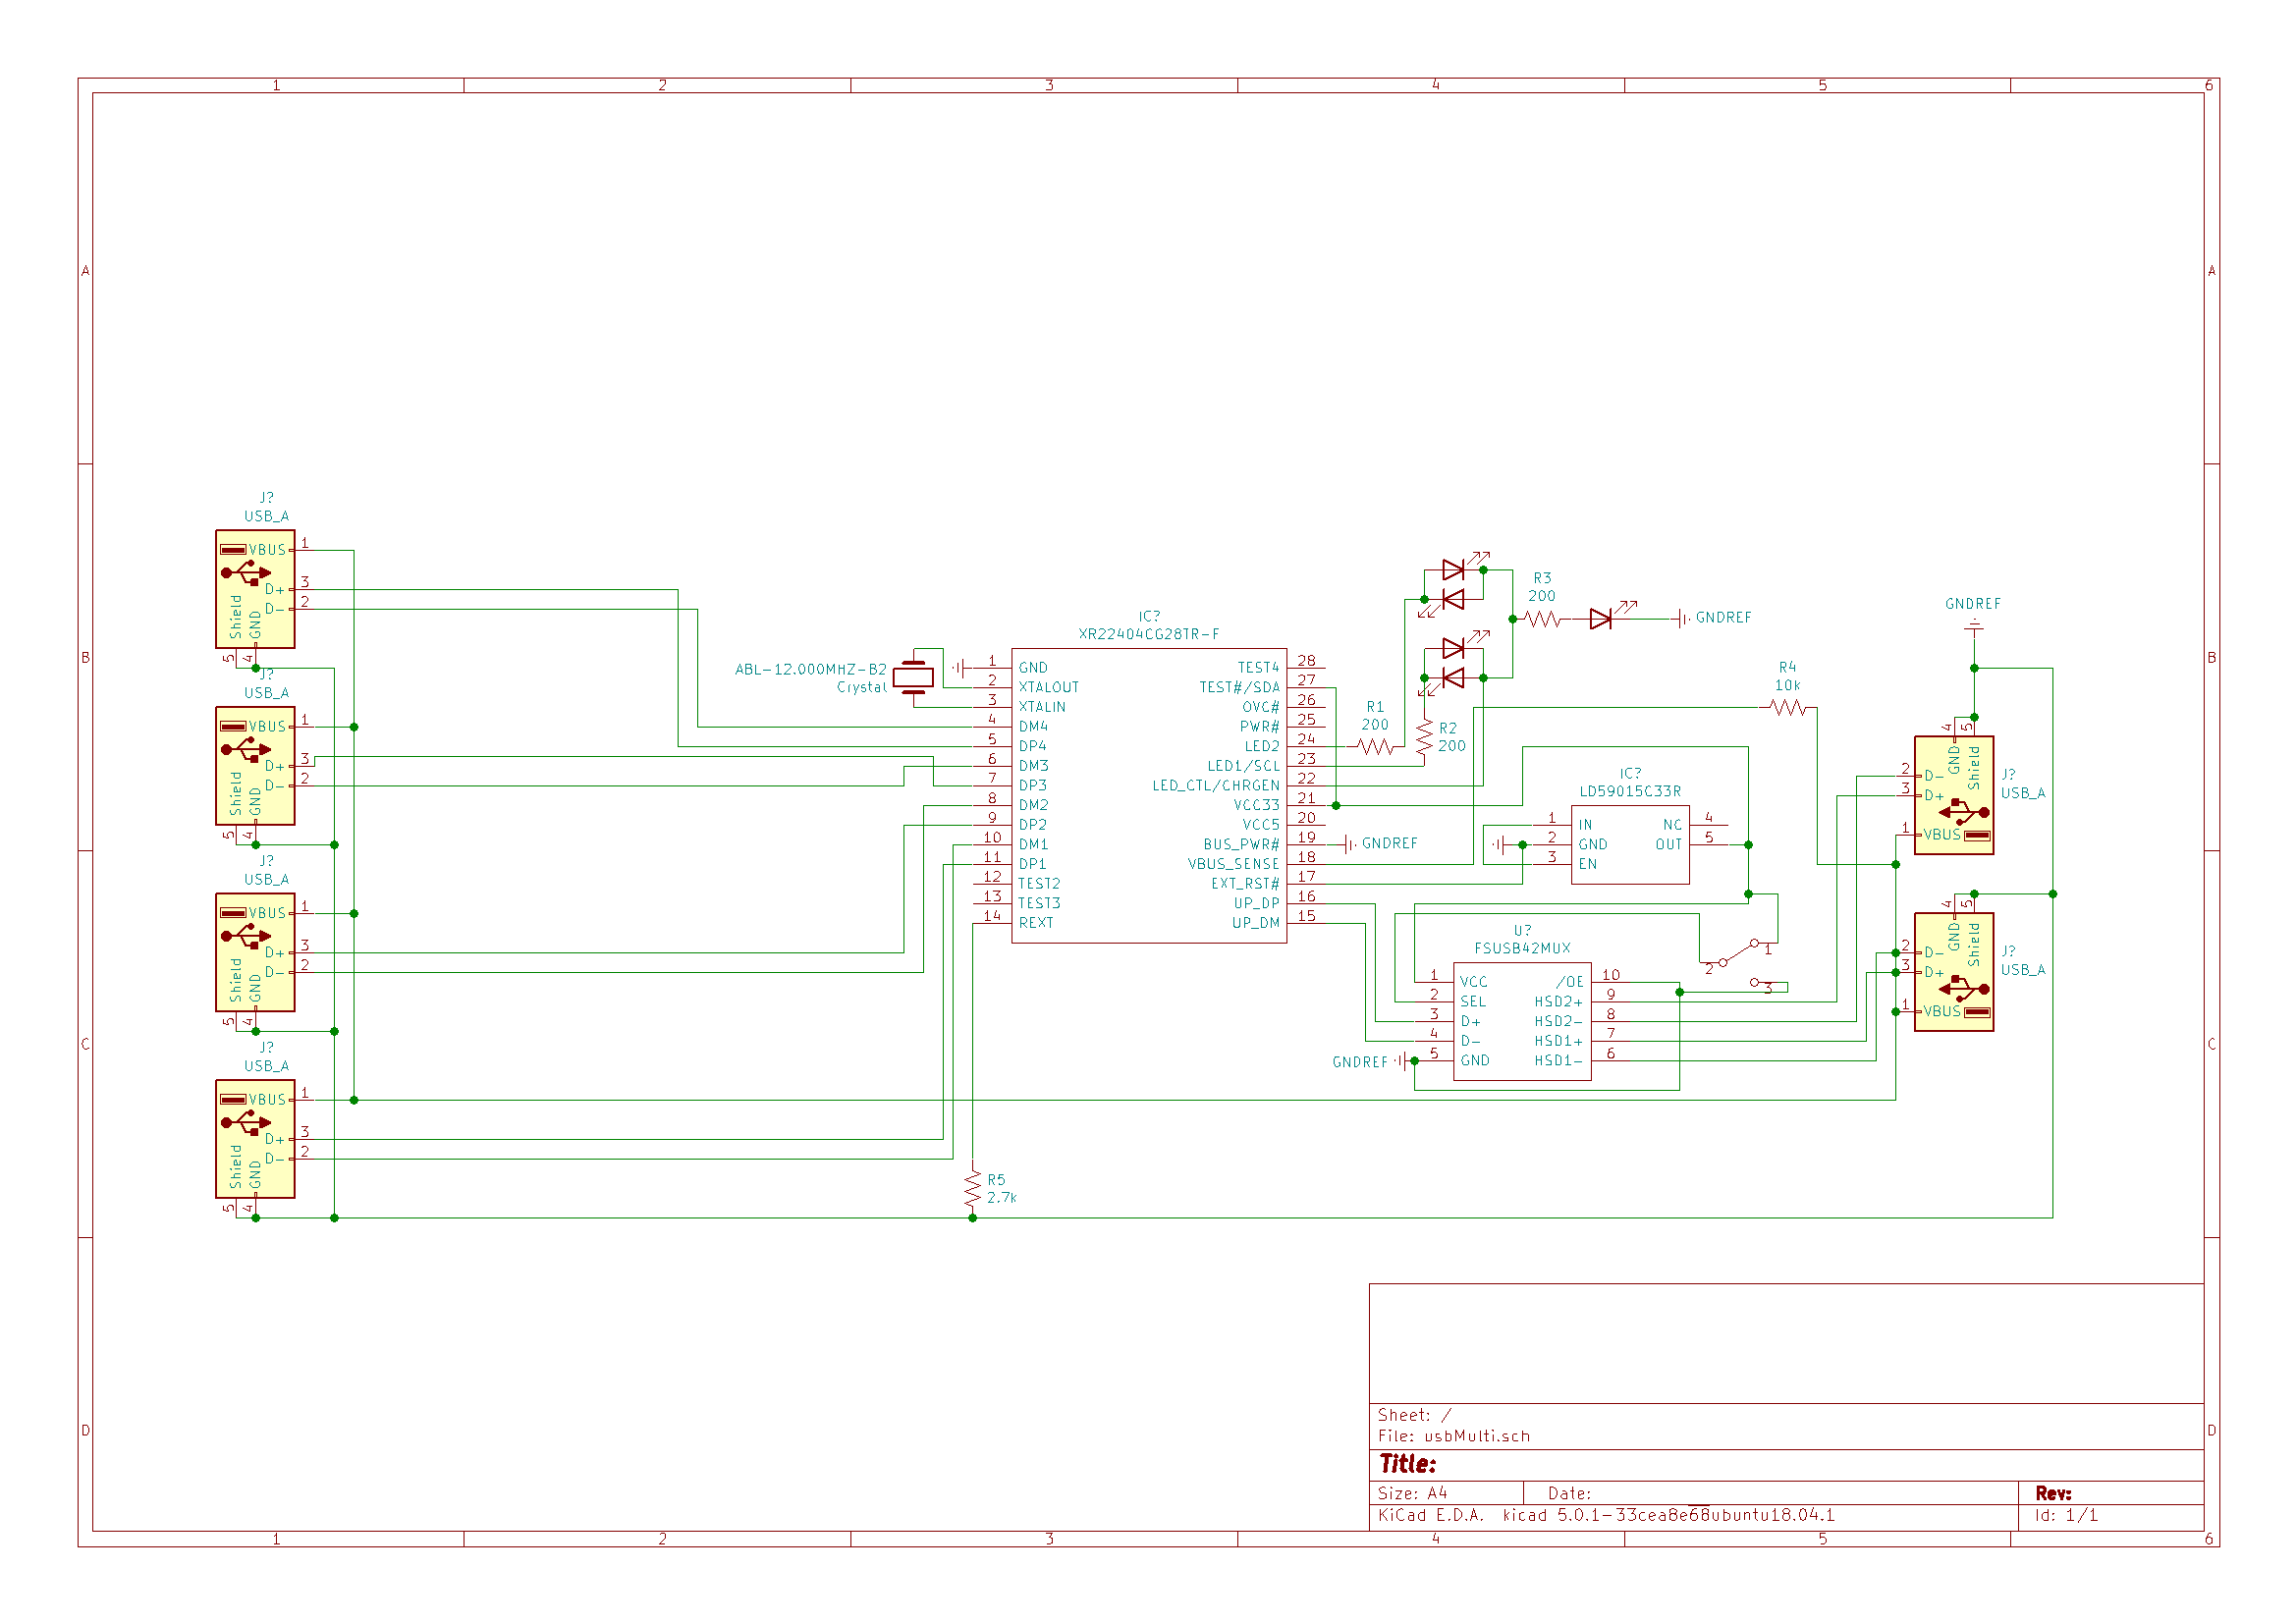 1 2 3 4 5 6
A A
B B
C C
D D
J?
USB_A
VBUS 1
D+ 3
D- 2
Shield
GND
5 4
J?
USB_A
VBUS 1
D+ 3
D- 2
Shield
GND
5 4
J?
USB_A
VBUS 1
D+ 3
D- 2
Shield
GND
5 4
J?
USB_A
VBUS 1
D+ 3
D- 2
Shield
GND
5 4
ABL-12.000MHZ-B2
Crystal
IC?
XR22404CG28TR-F
1 GND TEST4 28
2 XTALOUT TEST#/SDA 27
3 XTALIN OVC# 26
4 DM4 PWR# 25
5 DP4 LED2 24
6 DM3 LED1/SCL 23
7 DP3 LED_CTL/CHRGEN 22
8 DM2 VCC33 21
9 DP2 VCC5 20
10 DM1 BUS_PWR# 19
11 DP1 VBUS_SENSE 18
12 TEST2 EXT_RST# 17
13 TEST3 UP_DP 16
14 REXT UP_DM 15
R5
2.7k
R1
200
R2
200
R3
200
GNDREF
GNDREF
R4
10k
IC?
LD59015C33R
1 IN NC 4
2 GND OUT 5
3 EN
U?
FSUSB42MUX
1 VCC /OE 10
2 SEL HSD2+ 9
3 D+ HSD2- 8
4 D- HSD1+ 7
5 GND HSD1- 6
GNDREF
1
2
3
GNDREF
4 5
GND
Shield
2 D-
3 D+
1 VBUS
J?
USB_A
4 5
GND
Shield
2 D-
3 D+
1 VBUS
J?
USB_A
Sheet: /
File: usbMulti.sch
Title:
Size: A4 Date: Rev:
KiCad E.D.A. kicad 5.0.1-33cea8e68ubuntu18.04.1 Id: 1/1
1 2 3 4 5 6